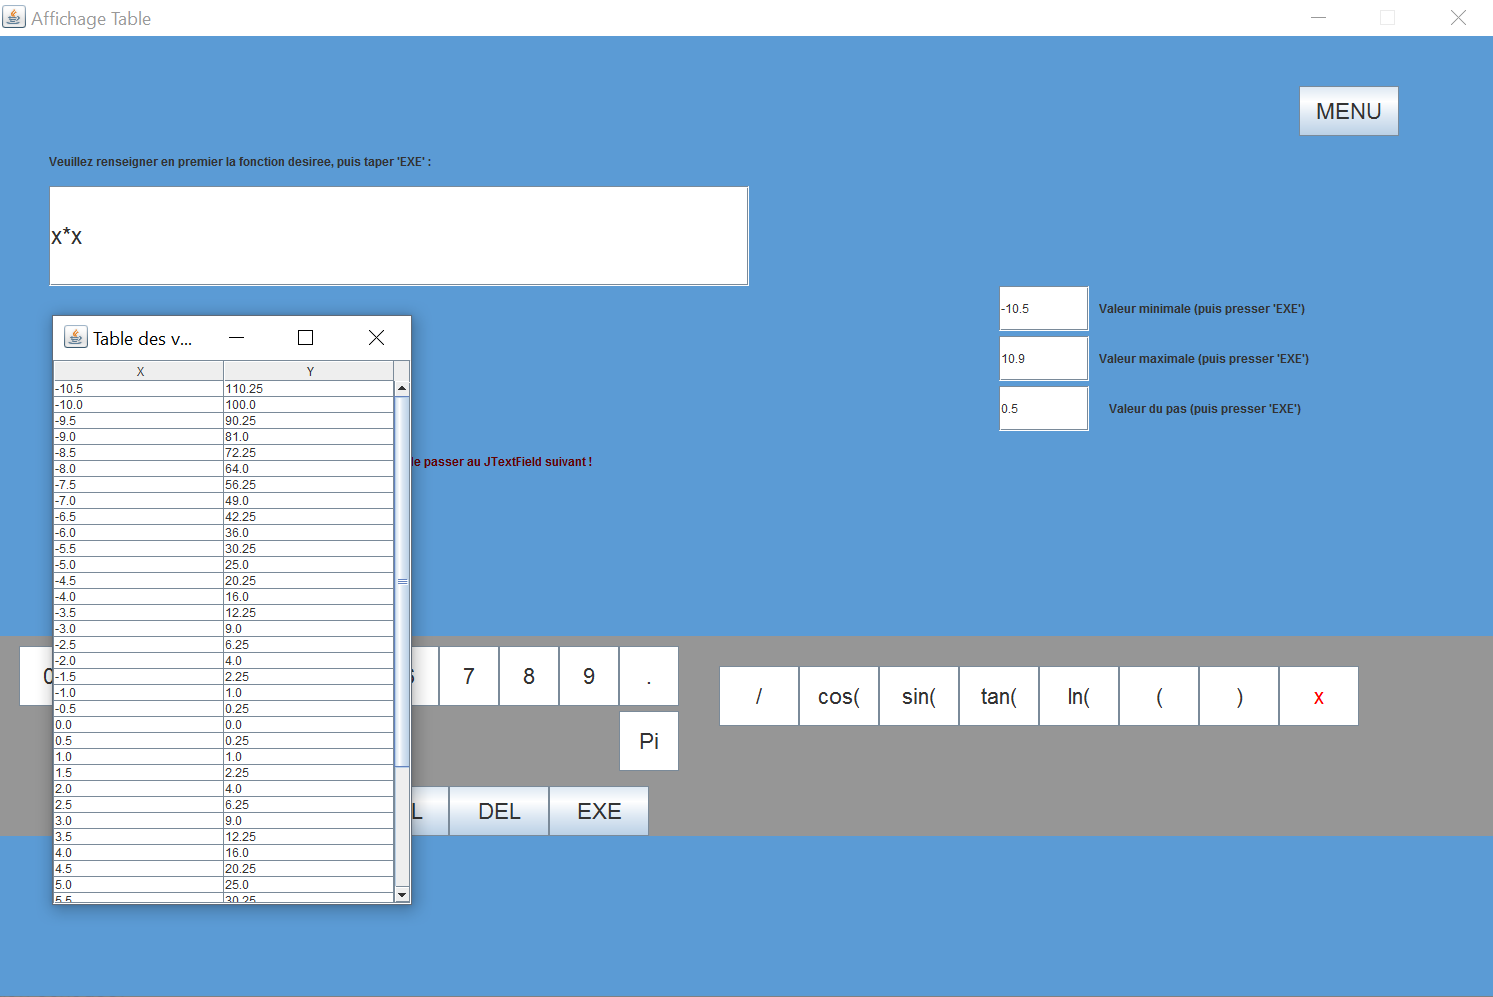 Affichage Table
MENU
Veuillez renseigner en premier la fonction desiree, puis taper 'EXE' :
x*x
-10.5 Valeur minimale (puis presser 'EXE')
10.9 Valeur maximale (puis presser 'EXE')
0.5 Valeur du pas (puis presser 'EXE')
Table des v...
X Y
-10.5 110.25
-10.0 100.0
-9.5 90.25
-9.0 81.0
-8.5 72.25
-8.0 64.0
-7.5 56.25
-7.0 49.0
-6.5 42.25
-6.0 36.0
-5.5 30.25
-5.0 25.0
-4.5 20.25
-4.0 16.0
-3.5 12.25
-3.0 9.0
-2.5 6.25
-2.0 4.0
-1.5 2.25
-1.0 1.0
-0.5 0.25
0.0 0.0
0.5 0.25
1.0 1.0
1.5 2.25
2.0 4.0
2.5 6.25
3.0 9.0
3.5 12.25
4.0 16.0
4.5 20.25
5.0 25.0
5.5 30.25
passer au JTextField suivant !
7 8 9 .
Pi
/ cos( sin( tan( ln( ( ) x
L DEL EXE